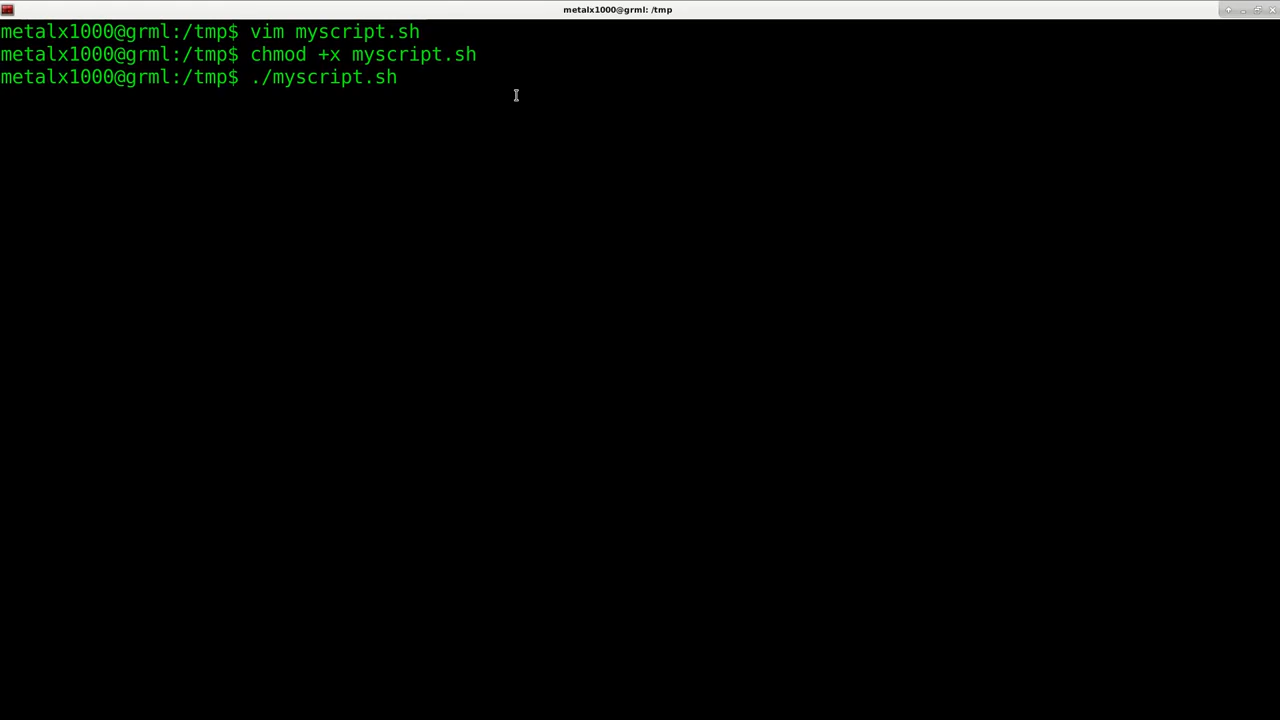 metalx1000@grml: /tmp
metalx1000@grml:/tmp$ vim myscript.sh
metalx1000@grml:/tmp$ chmod +x myscript.sh
metalx1000@grml:/tmp$ ./myscript.sh